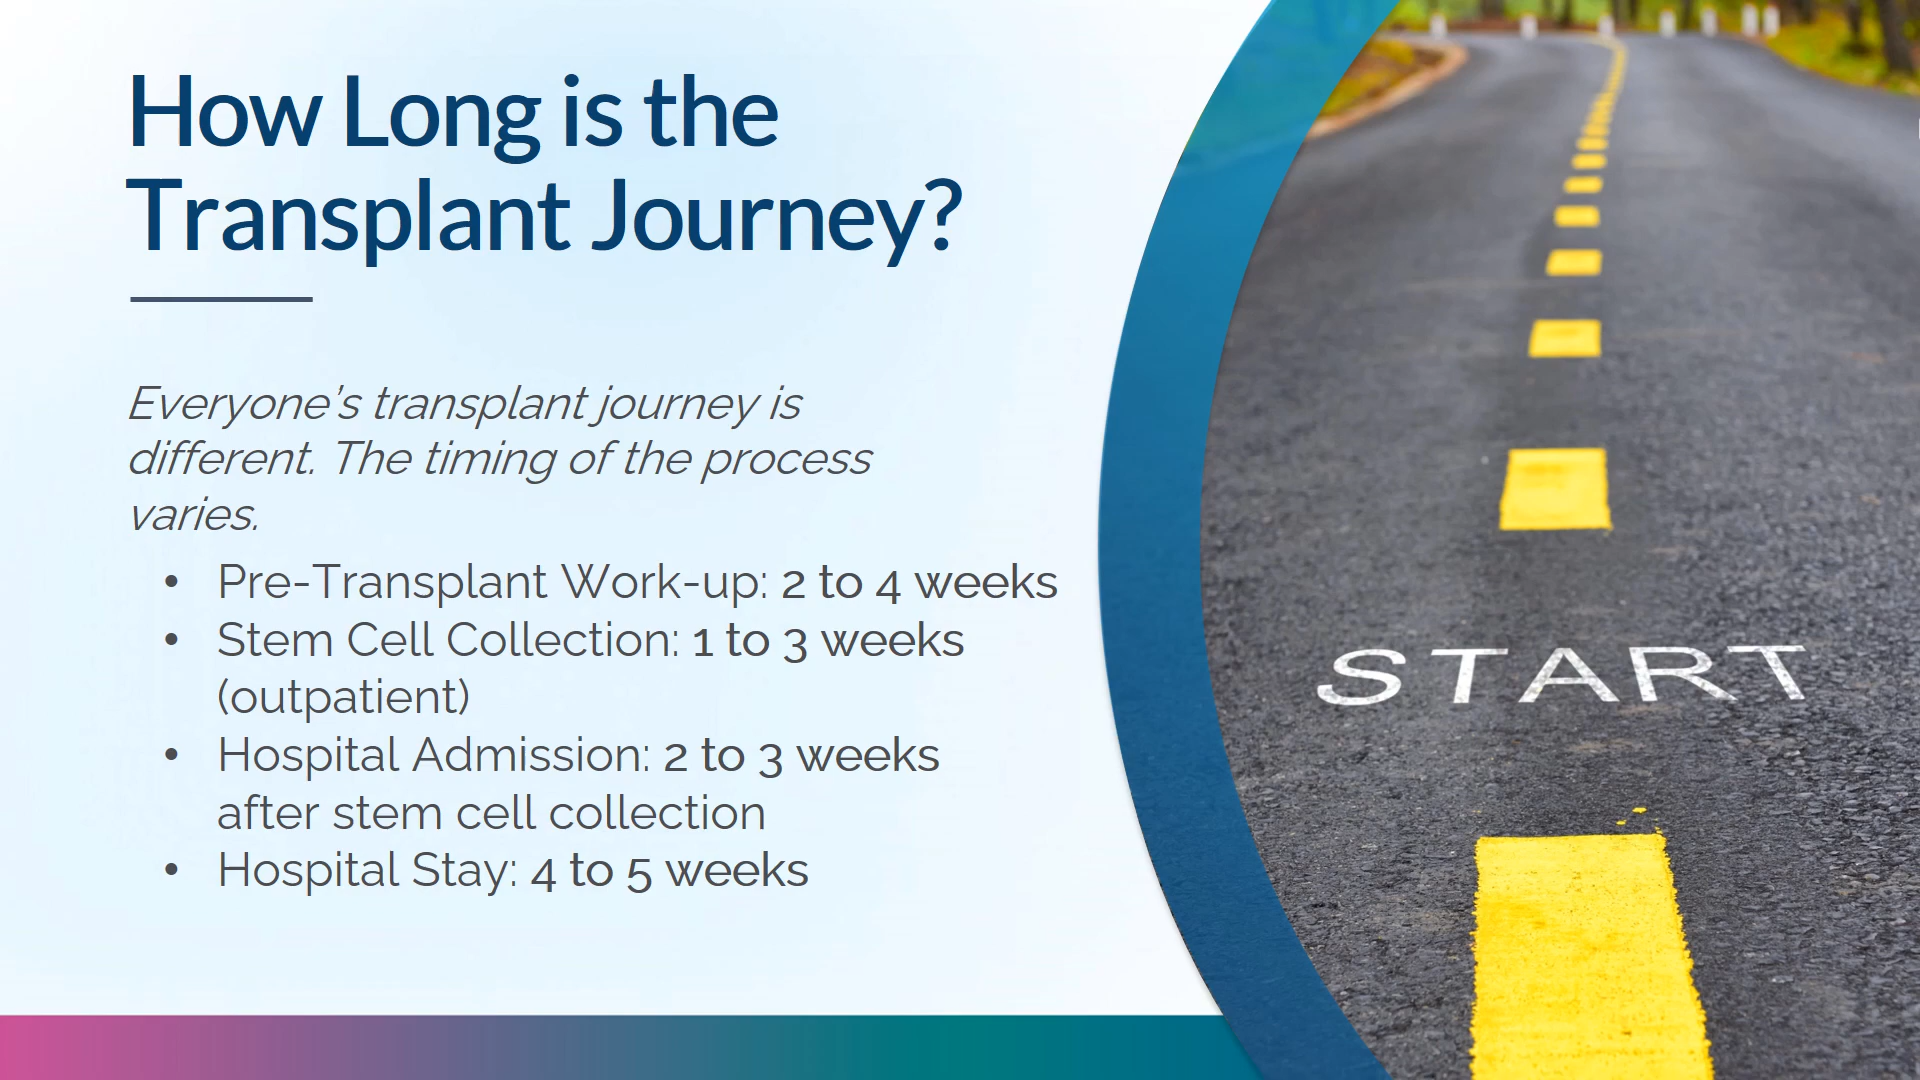 How Long is the
Transplant Journey?
Everyone’s transplant journey is
different. The timing of the process
varies.
• Pre-Transplant Work-up: 2 to 4 weeks
• Stem Cell Collection: 1 to 3 weeks
(outpatient)
• Hospital Admission: 2 to 3 weeks
after stem cell collection
• Hospital Stay: 4 to 5 weeks
START